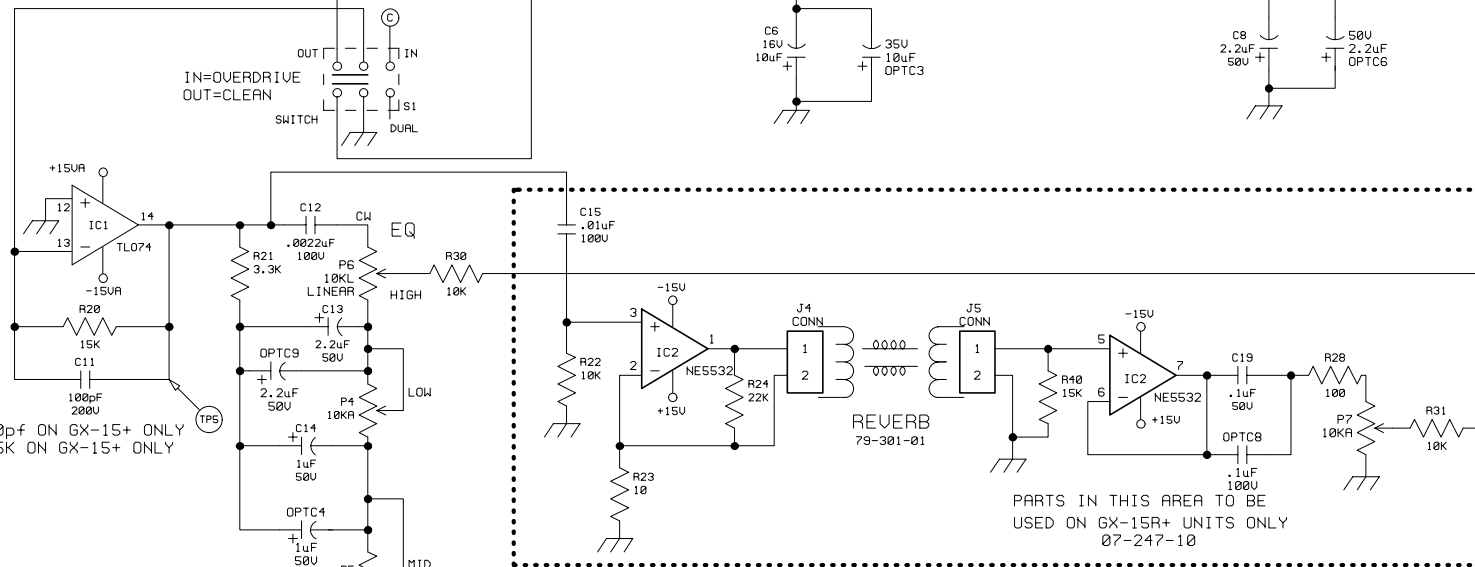 C
OUT
IN
IN=OVERDRIVE
OUT=CLEAN
S1
SWITCH
DUAL
C6
16V
10uF
+
35V
10uF
OPTC3
+
C8
2.2uF
50V
+
50V
2.2uF
OPTC6
+
+15VA
12
+
IC1
14
13
-
TL074
-15VA
R20
15K
C11
100pF
200V
TP5
0pf ON GX-15+ ONLY
5K ON GX-15+ ONLY
C12
.0022uF
100V
CW
EQ
R21
3.3K
P6
10KL
LINEAR
HIGH
R30
10K
+
C13
2.2uF
50V
OPTC9
+
2.2uF
50V
LOW
P4
10KA
+
C14
1uF
50V
OPTC4
+
1uF
50V
MID
C15
.01uF
100V
R22
10K
-15V
3
+
IC2
1
2
-
NE5532
+15V
R24
22K
R23
10
J4
CONN
1
2
REVERB
79-301-01
J5
CONN
1
2
R40
15K
-15V
5
+
IC2
7
6
-
NE5532
+15V
C19
.1uF
50V
OPTC8
.1uF
100V
R28
100
P7
10KA
R31
10K
PARTS IN THIS AREA TO BE
USED ON GX-15R+ UNITS ONLY
07-247-10